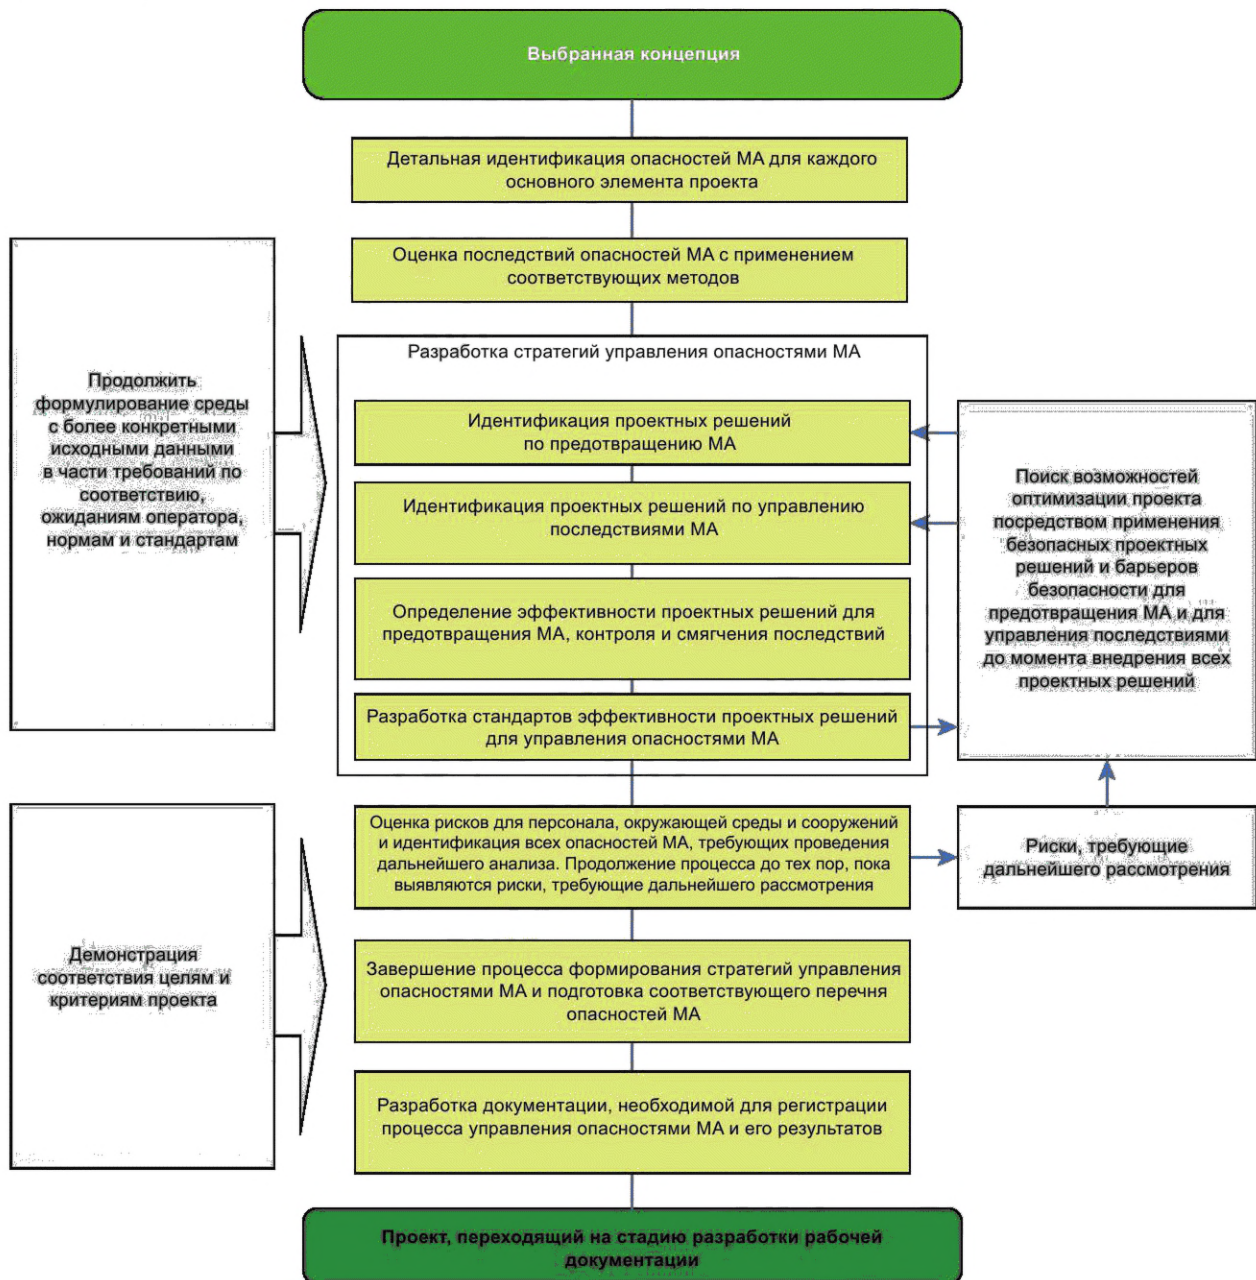 Выбранная концепция
Детальная идентификация опасностей МА для каждого
основного элемента проекта
Оценка последствий опасностей МА с применением
соответствующих методов
Продолжить
формулирование среды
с более конкретными
исходными данными
в части требований по
соответствию,
ожиданиям оператора,
нормам и стандартам
Разработка стратегий управления опасностями МА
Идентификация проектных решений
по предотвращению МА
Идентификация проектных решений по управлению
последствиями МА
Определение эффективности проектных решений для
предотвращения МА, контроля и смягчения последствий
Разработка стандартов эффективности проектных решений
для управления опасностями МА
Поиск возможностей
оптимизации проекта
посредством применения
безопасных проектных
решений и барьеров
безопасности для
предотвращения МА и для
управления последствиями
до момента внедрения всех
проектных решений
Оценка рисков для персонала, окружающей среды и сооружений
и идентификация всех опасностей МА, требующих проведения
дальнейшего анализа. Продолжение процесса до тех пор, пока
выявляются риски, требующие дальнейшего рассмотрения
Риски, требующие
дальнейшего рассмотрения
Демонстрация
соответствия целям и
критериям проекта
Завершение процесса формирования стратегий управления
опасностями МА и подготовка соответствующего перечня
опасностей МА
Разработка документации, необходимой для регистрации
процесса управления опасностями МА и его результатов
Проект, переходящий на стадию разработки рабочей
документации